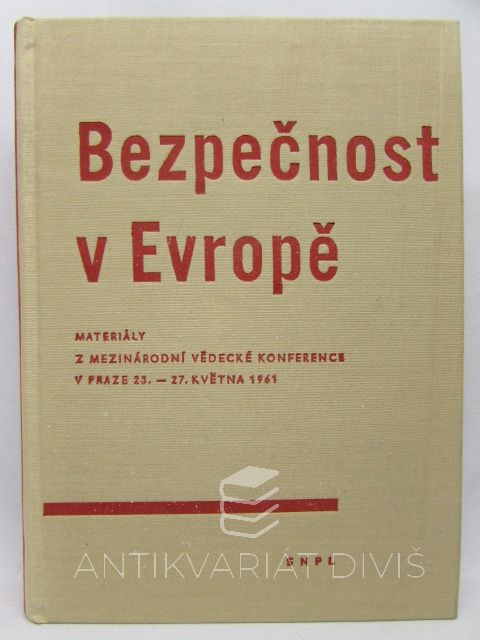 Bezpečnost
v Evropě
MATERIÁLY
Z MEZINÁRODNÍ VĚDECKÉ KONFERENCE
V PRAZE 23. — 27. KVĚTNA 1961
SNPL
ANTIKVARIÁT DIVIŠ